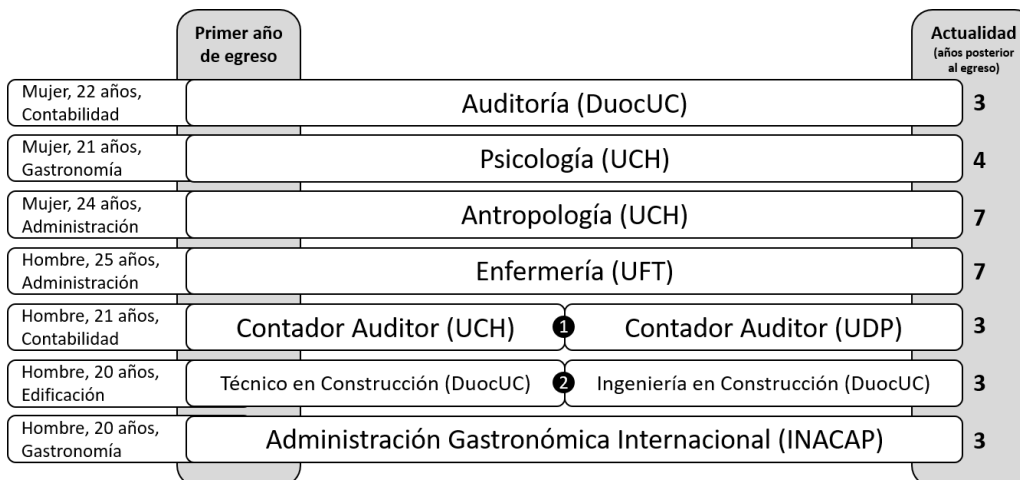 Primer año
de egreso
Actualidad
(años posterior
al egreso)
Mujer, 22 años,
Contabilidad
Auditoría (DuocUC)
3
Mujer, 21 años,
Gastronomía
Psicología (UCH)
4
Mujer, 24 años,
Administración
Antropología (UCH)
7
Hombre, 25 años,
Administración
Enfermería (UFT)
7
Hombre, 21 años,
Contabilidad
Contador Auditor (UCH)
1
Contador Auditor (UDP)
3
Hombre, 20 años,
Edificación
Técnico en Construcción (DuocUC)
2
Ingeniería en Construcción (DuocUC)
3
Hombre, 20 años,
Gastronomía
Administración Gastronómica Internacional (INACAP)
3